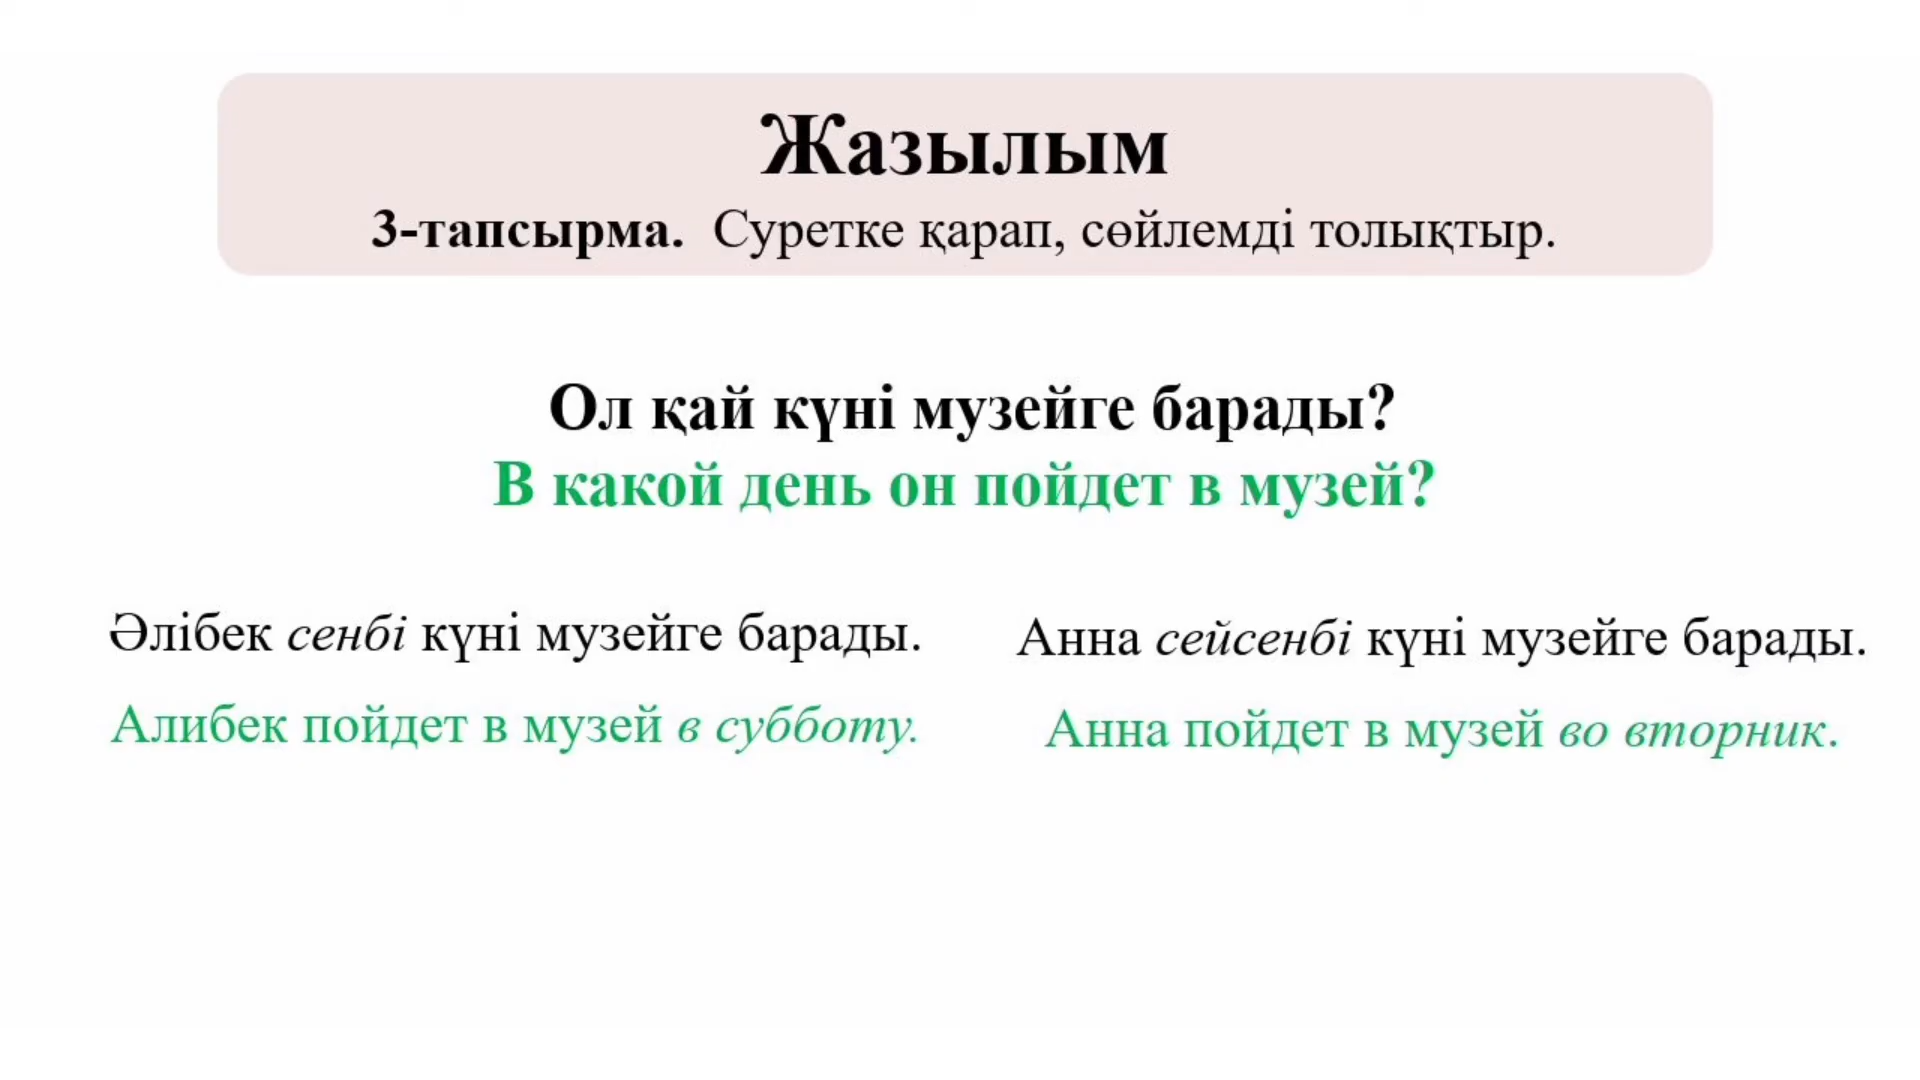 Жазылым
3-тапсырма. Суретке қарап, сөйлемді толықтыр.
Ол қай күні музейге барады?
В какой день он пойдет в музей?
Әлібек сенбі күні музейге барады.
Алибек пойдет в музей в субботу.
Анна сейсенбі күні музейге барады.
Анна пойдет в музей во вторник.